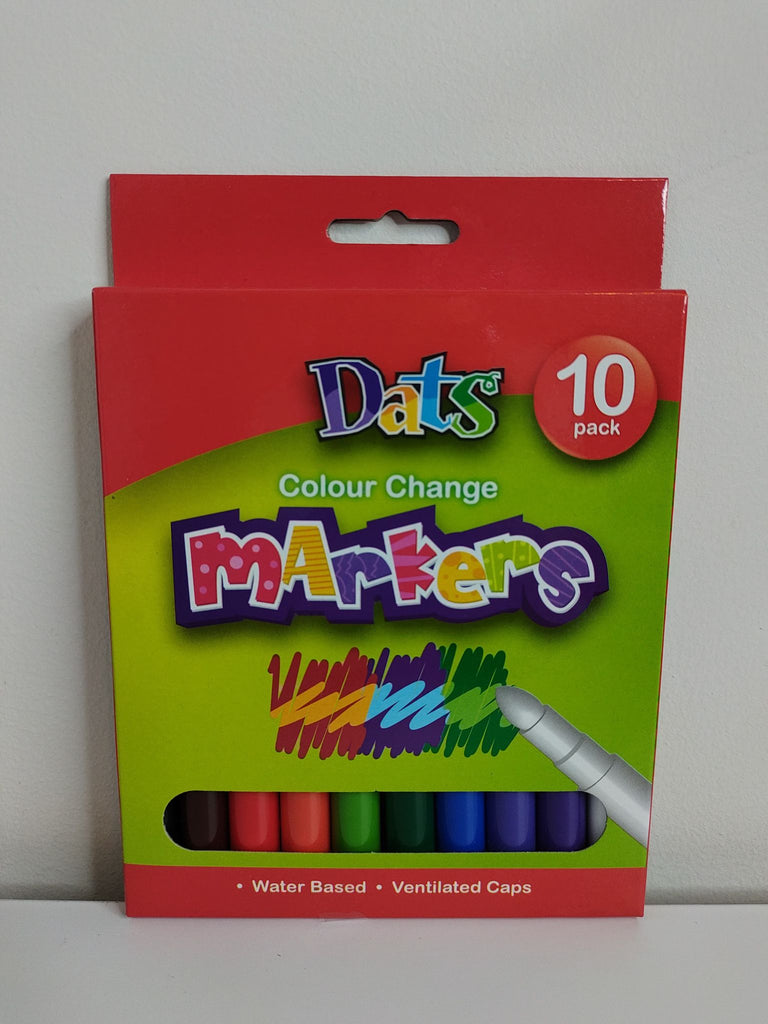 Dats
10
pack
Colour Change
mArkers
• Water Based • Ventilated Caps